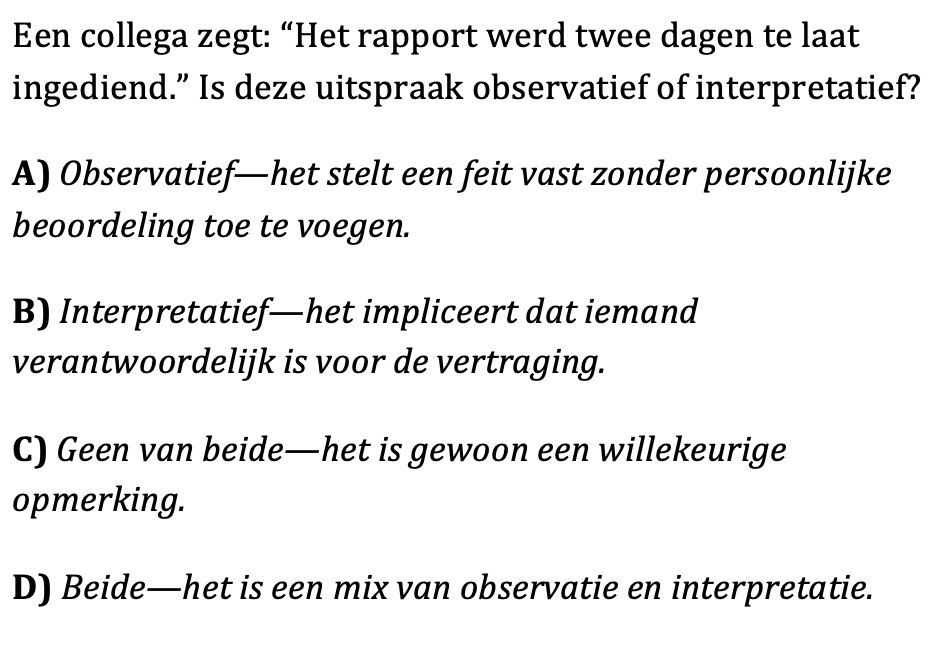 Een collega zegt: “Het rapport werd twee dagen te laat
ingediend.” Is deze uitspraak observatief of interpretatief?
A) Observatief—het stelt een feit vast zonder persoonlijke
beoordeling toe te voegen.
B) Interpretatief—het impliceert dat iemand
verantwoordelijk is voor de vertraging.
C) Geen van beide—het is gewoon een willekeurige
opmerking.
D) Beide—het is een mix van observatie en interpretatie.